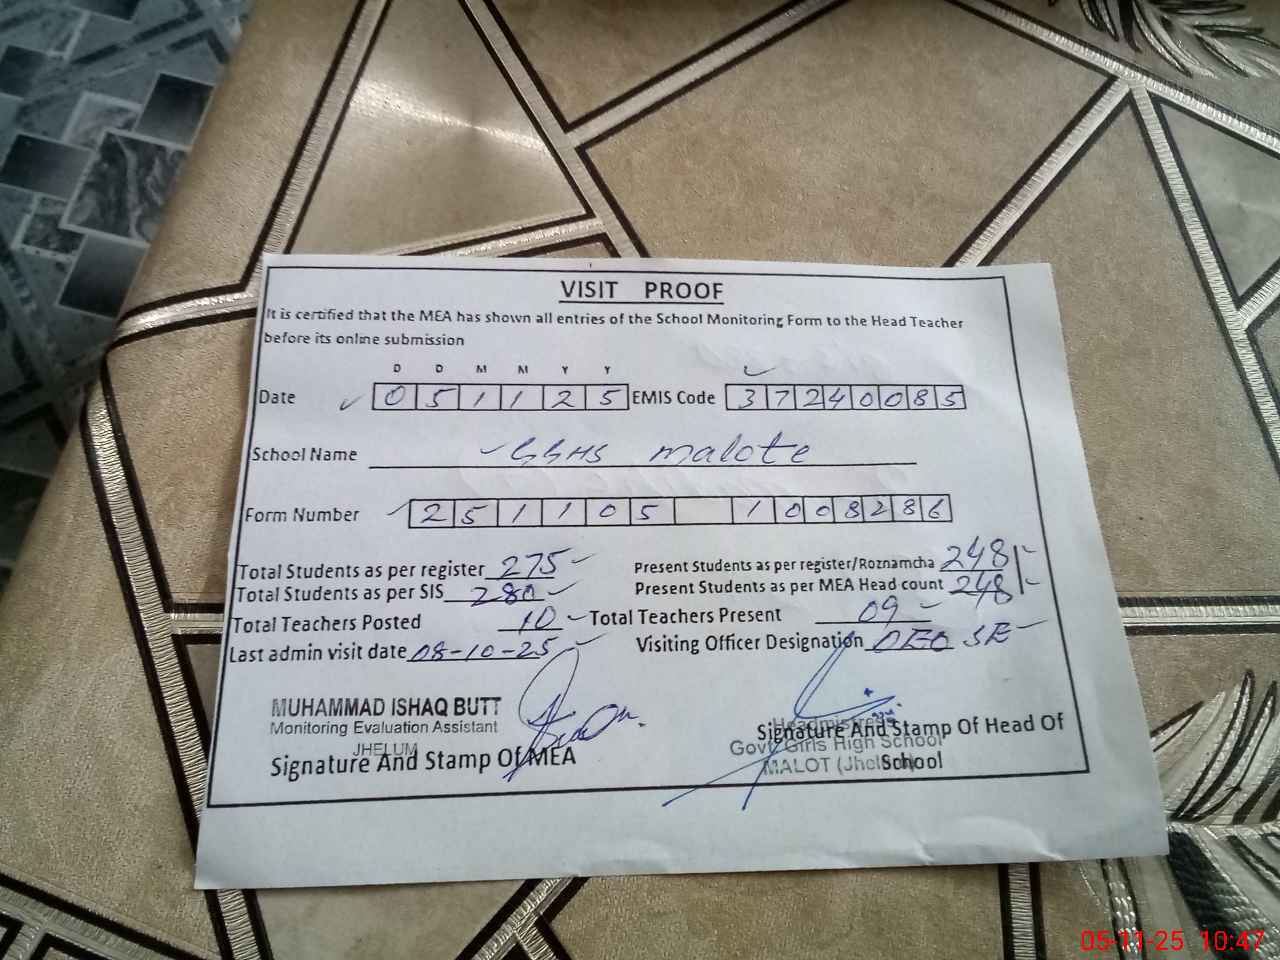 VISIT PROOF
It is certified that the MEA has shown all entries of the School Monitoring Form to the Head Teacher
before its online submission
D D M M Y Y
Date 0 5 1 1 2 5 EMIS Code 3 7 2 4 0 0 8 5
School Name GGHS malote
Form Number 2 5 1 1 0 5 1 0 0 8 2 8 6
Total Students as per register 275 Present Students as per register/Roznamcha 248
Total Students as per SIS 280 Present Students as per MEA Head count 248
Total Teachers Posted 10 Total Teachers Present 09
Last admin visit date 08-10-25 Visiting Officer Designation DEO SE
MUHAMMAD ISHAQ BUTT
Monitoring Evaluation Assistant
JHELUM
Signature And Stamp Of MEA
Headmistress
Signature And Stamp Of Head Of
Govt. Girls High School
MALOT (Jhelum)
School
05-11-25 10:47